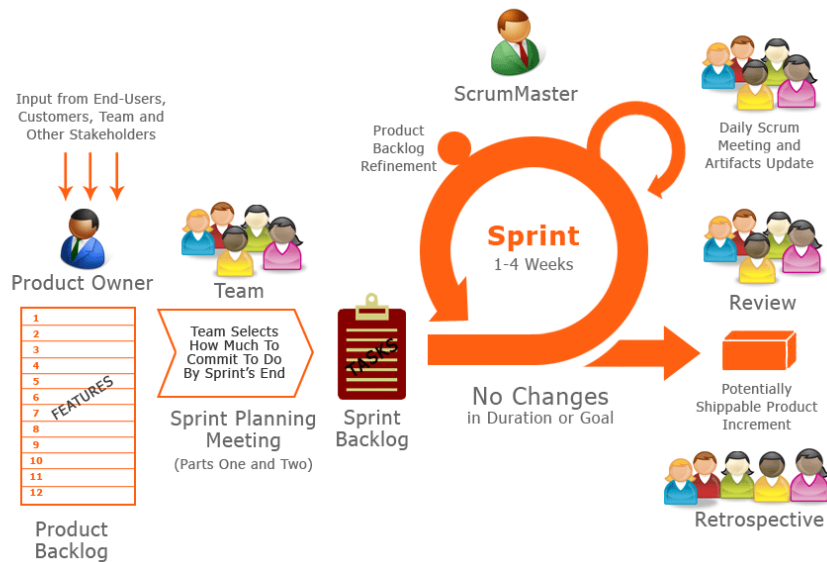 Input from End-Users,
Customers, Team and
Other Stakeholders
Product Owner
1
2
3
4
5
6
7
8
9
10
11
12
FEATURES
Product
Backlog
Team
Team Selects
How Much To
Commit To Do
By Sprint's End
Sprint Planning
Meeting
(Parts One and Two)
TASKS
Sprint
Backlog
ScrumMaster
Product
Backlog
Refinement
Sprint
1-4 Weeks
No Changes
in Duration or Goal
Daily Scrum
Meeting and
Artifacts Update
Review
Potentially
Shippable Product
Increment
Retrospective